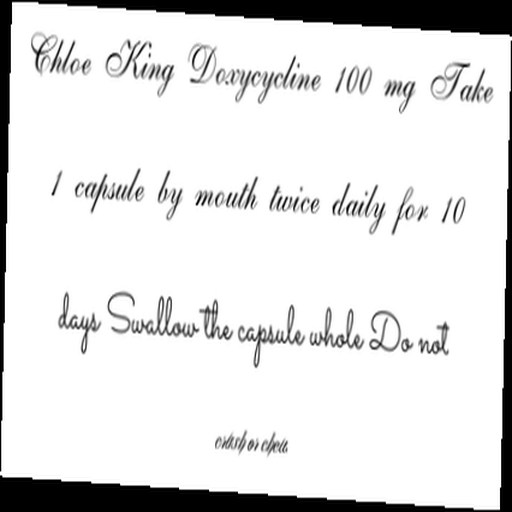 Chloe King Doxycycline 100 mg Take
1 capsule by mouth twice daily for 10
days Swallow the capsule whole Do not
crush or chew